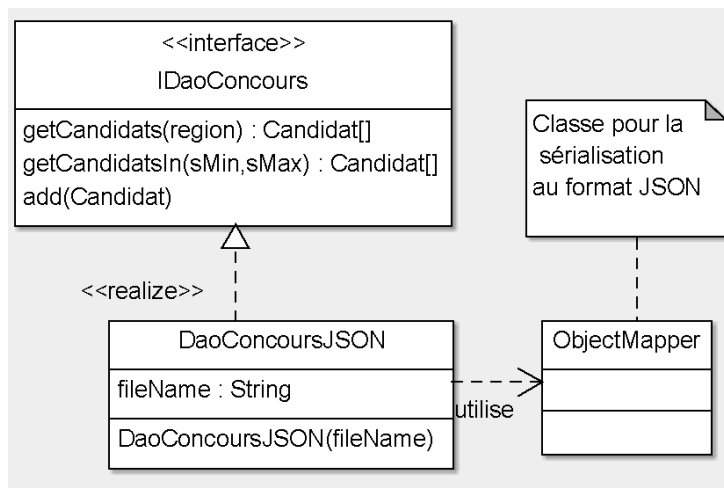 <<interface>>
IDaoConcours
getCandidats(region) : Candidat[]
getCandidatsIn(sMin,sMax) : Candidat[]
add(Candidat)
Classe pour la
sérialisation
au format JSON
<<realize>>
DaoConcoursJSON
fileName : String
DaoConcoursJSON(fileName)
utilise
ObjectMapper